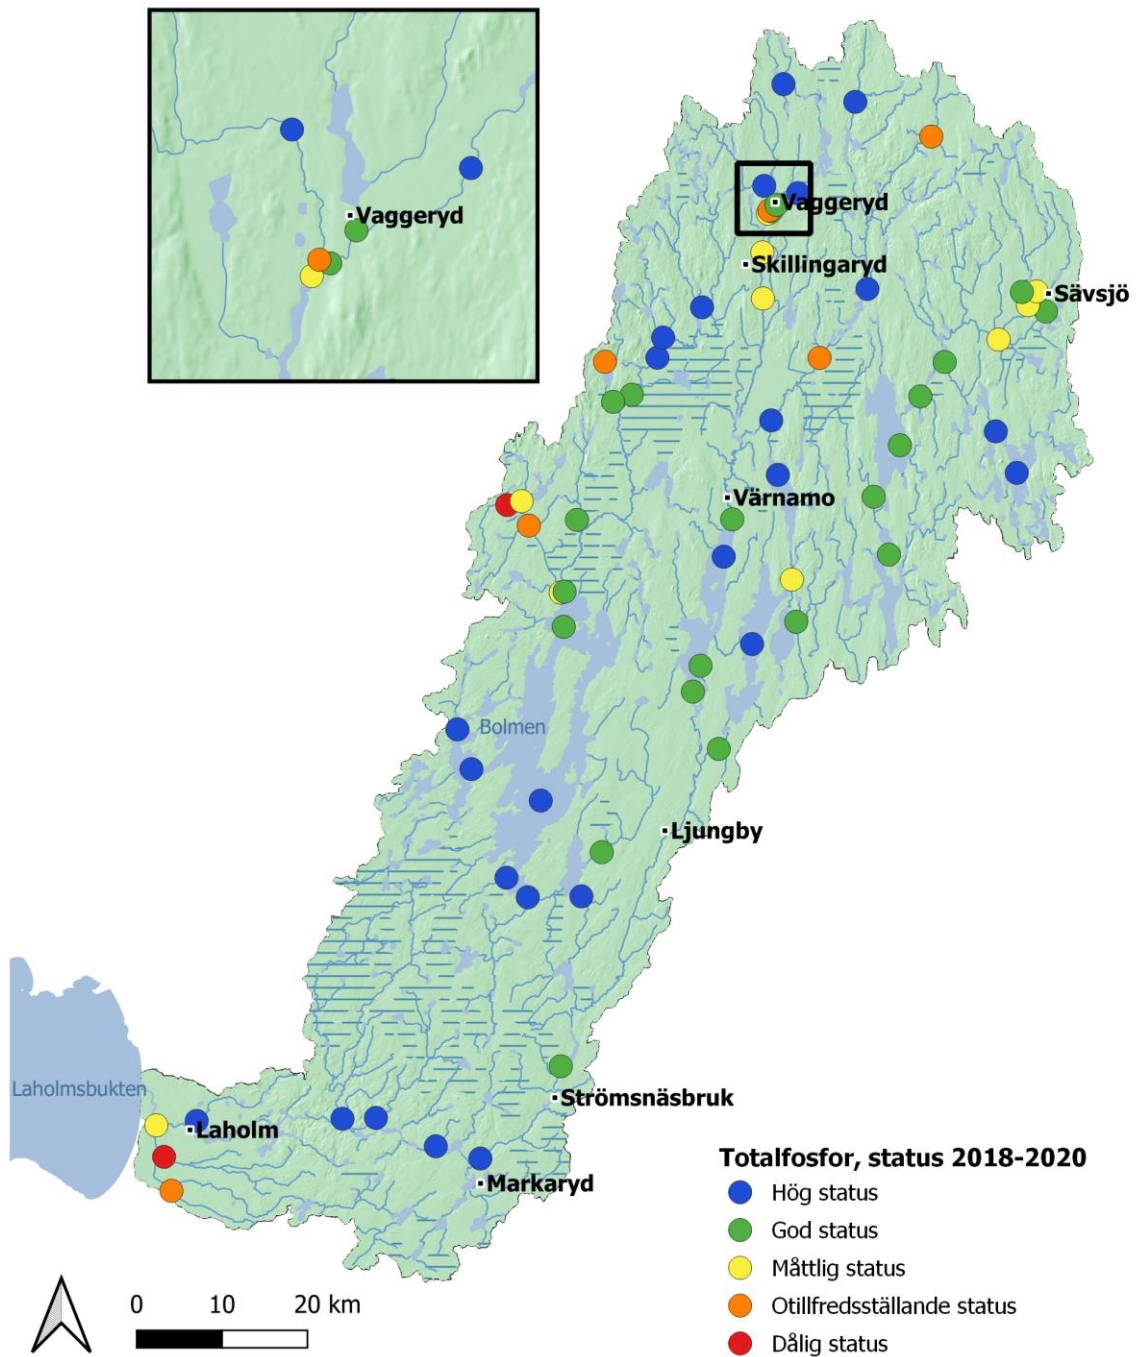 Vaggeryd
Vaggeryd
Skillingaryd
Sävsjö
Värnamo
Bolmen
Ljungby
Laholmsbukten
Strömsnäsbruk
Laholm
Markaryd
Totalfosfor, status 2018-2020
Hög status
God status
Måttlig status
Otillfredsställande status
Dålig status
0 10 20 km